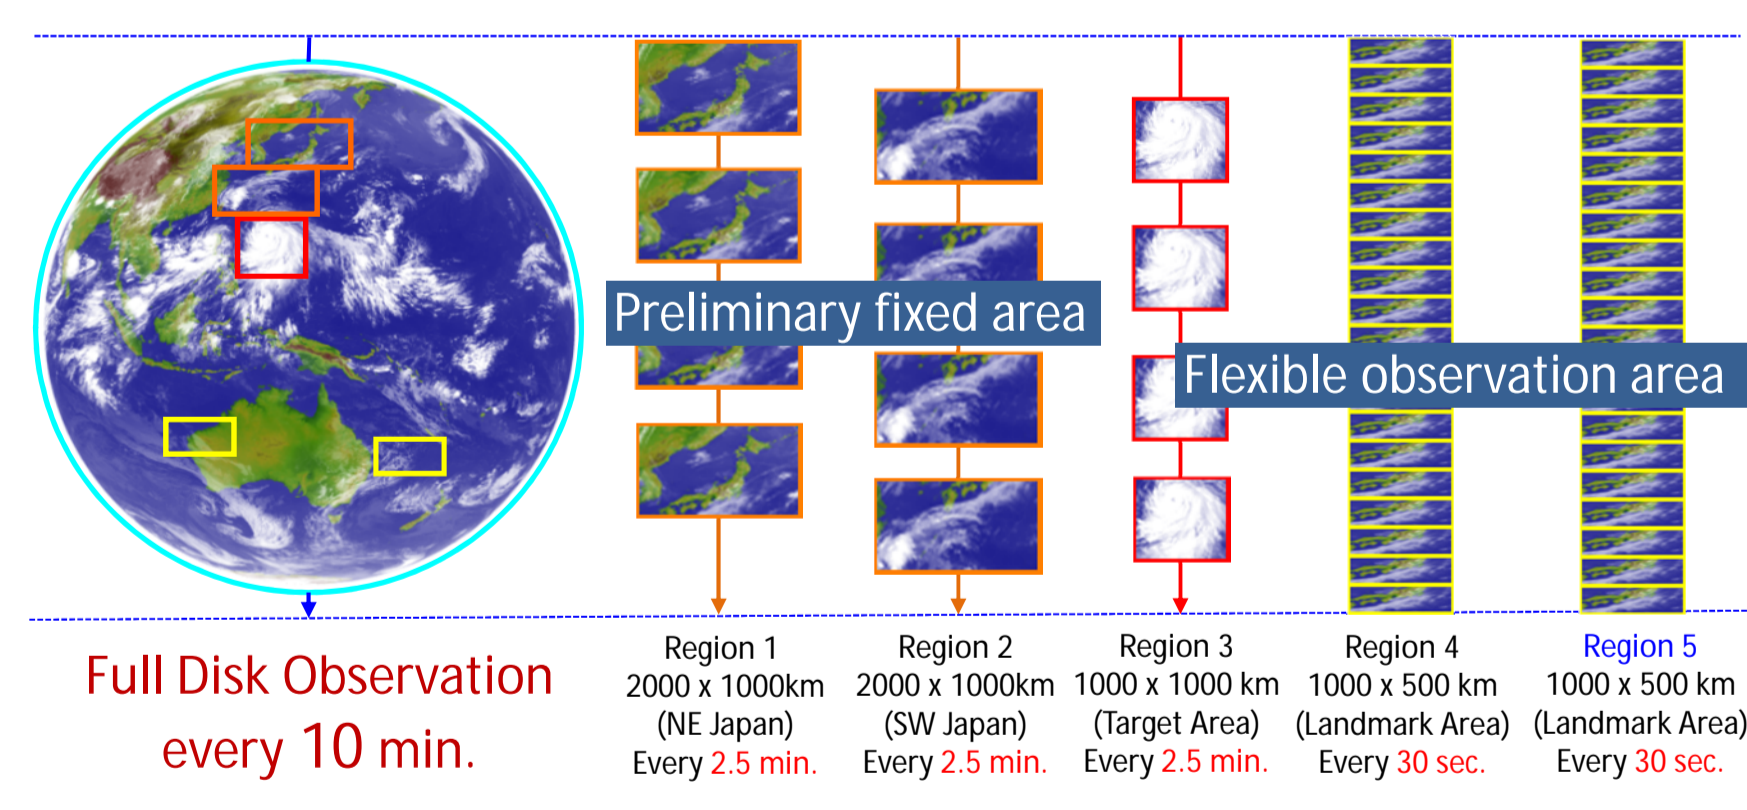 Preliminary fixed area
Flexible observation area
Full Disk Observation
every 10 min.
Region 1
2000 x 1000km
(NE Japan)
Every 2.5 min.
Region 2
2000 x 1000km
(SW Japan)
Every 2.5 min.
Region 3
1000 x 1000 km
(Target Area)
Every 2.5 min.
Region 4
1000 x 500 km
(Landmark Area)
Every 30 sec.
Region 5
1000 x 500 km
(Landmark Area)
Every 30 sec.